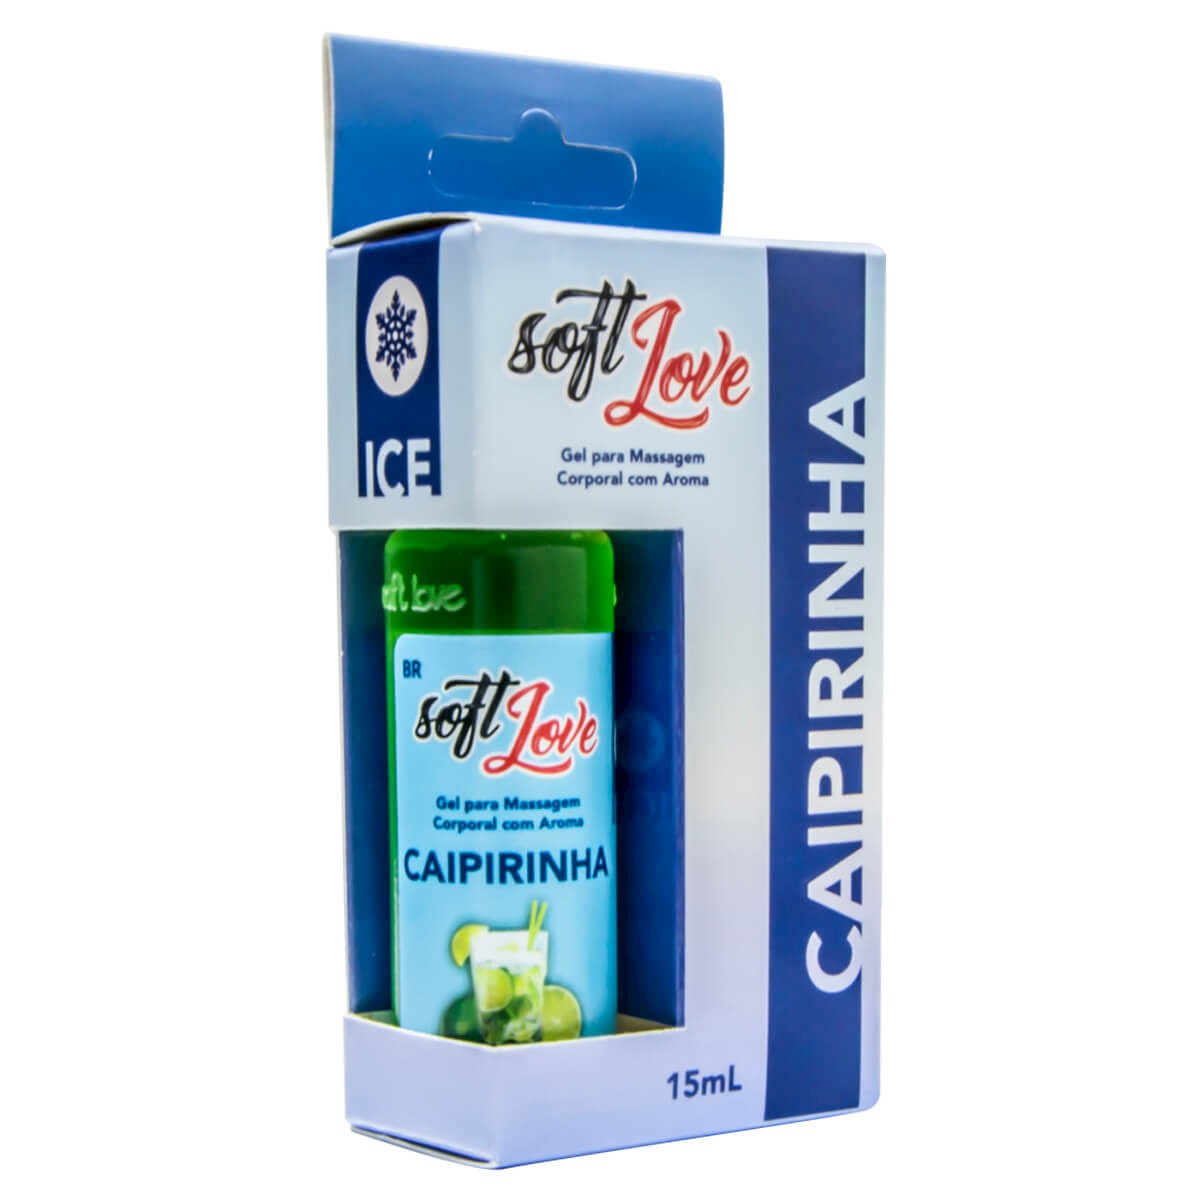 ICE
soft Love
Gel para Massagem
Corporal com Aroma
CAIPIRINHA
soft love
BR
soft Love
Gel para Massagem
Corporal com Aroma
CAIPIRINHA
15mL